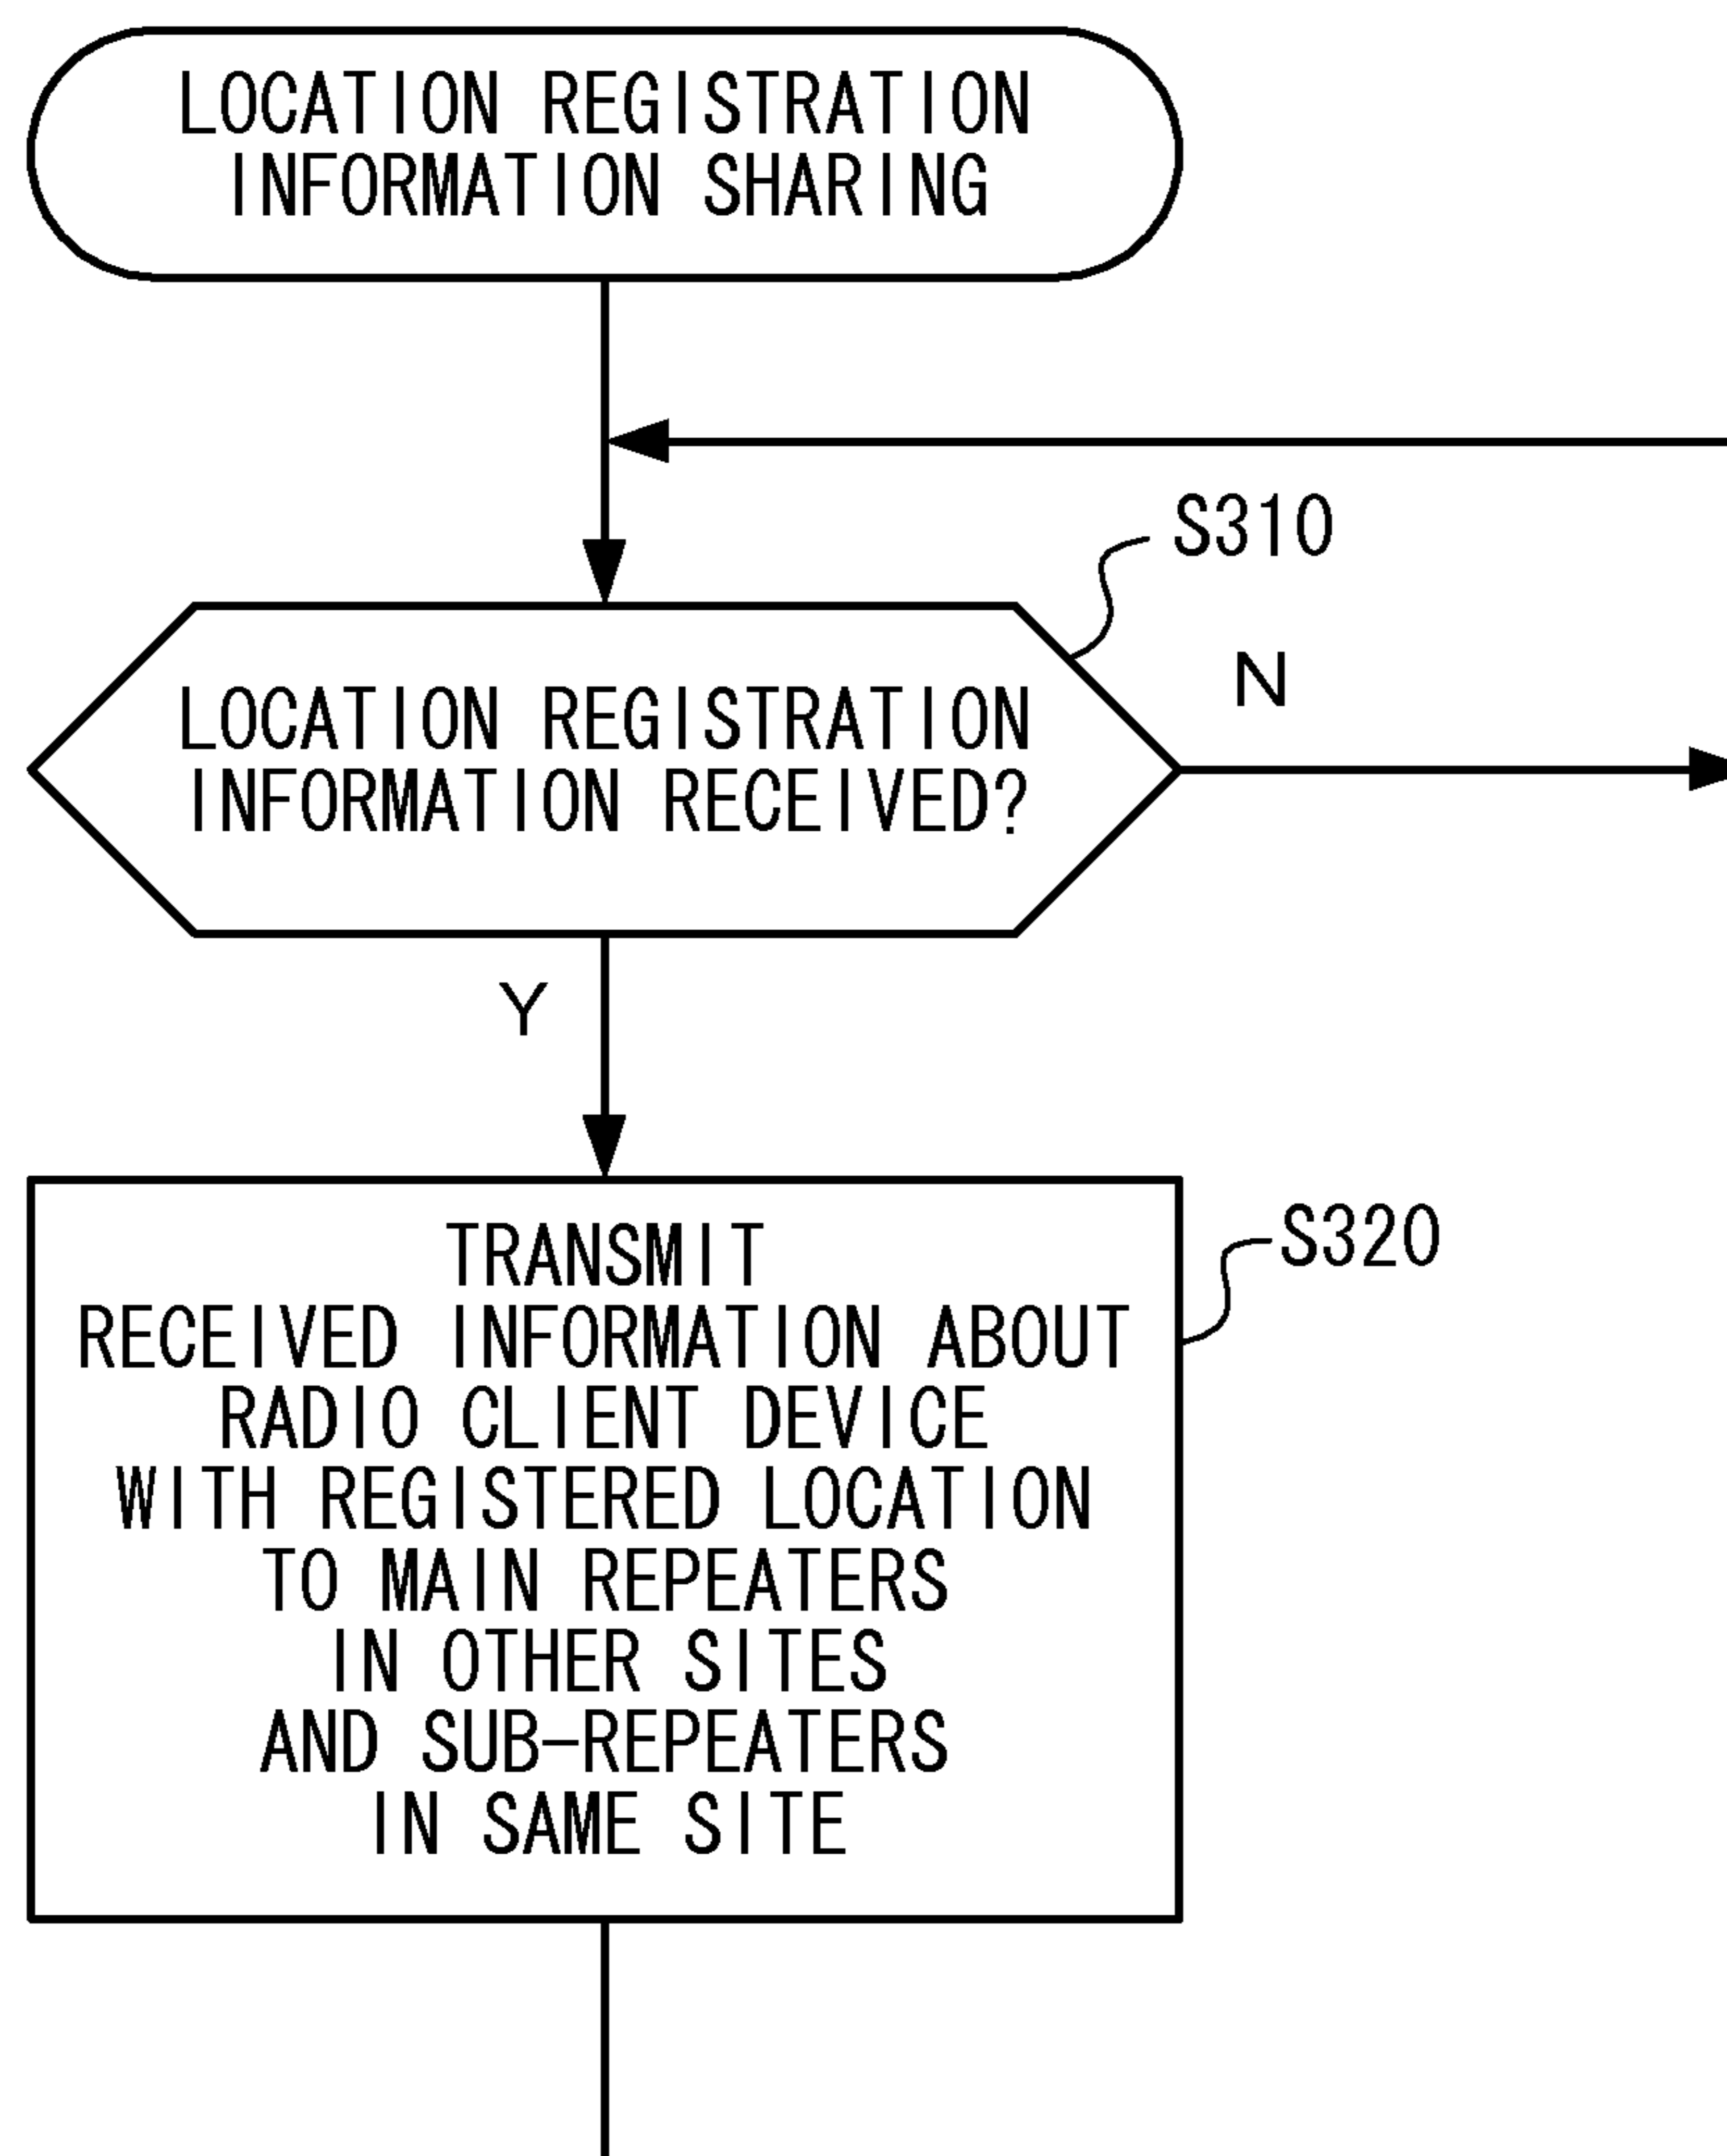 LOCATION REGISTRATION
INFORMATION SHARING
S310
N
LOCATION REGISTRATION
INFORMATION RECEIVED?
Y
S320
TRANSMIT
RECEIVED INFORMATION ABOUT
RADIO CLIENT DEVICE
WITH REGISTERED LOCATION
TO MAIN REPEATERS
IN OTHER SITES
AND SUB-REPEATERS
IN SAME SITE